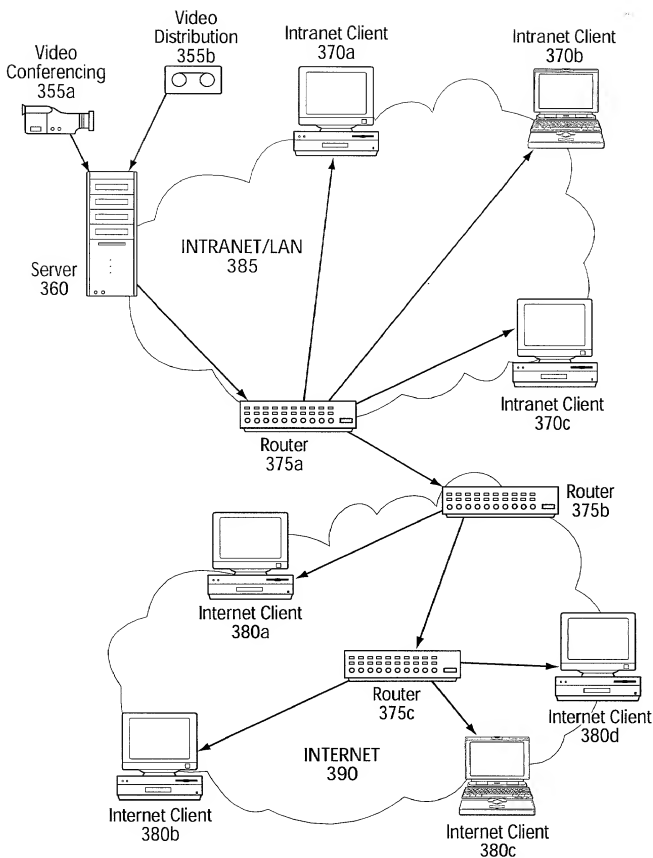 Video
Distribution
355b
Video
Conferencing
355a
Intranet Client
370a
Intranet Client
370b
INTRANET/LAN
385
Server
360
Intranet Client
370c
Router
375a
Router
375b
Internet Client
380a
Router
375c
Internet Client
380d
INTERNET
390
Internet Client
380b
Internet Client
380c